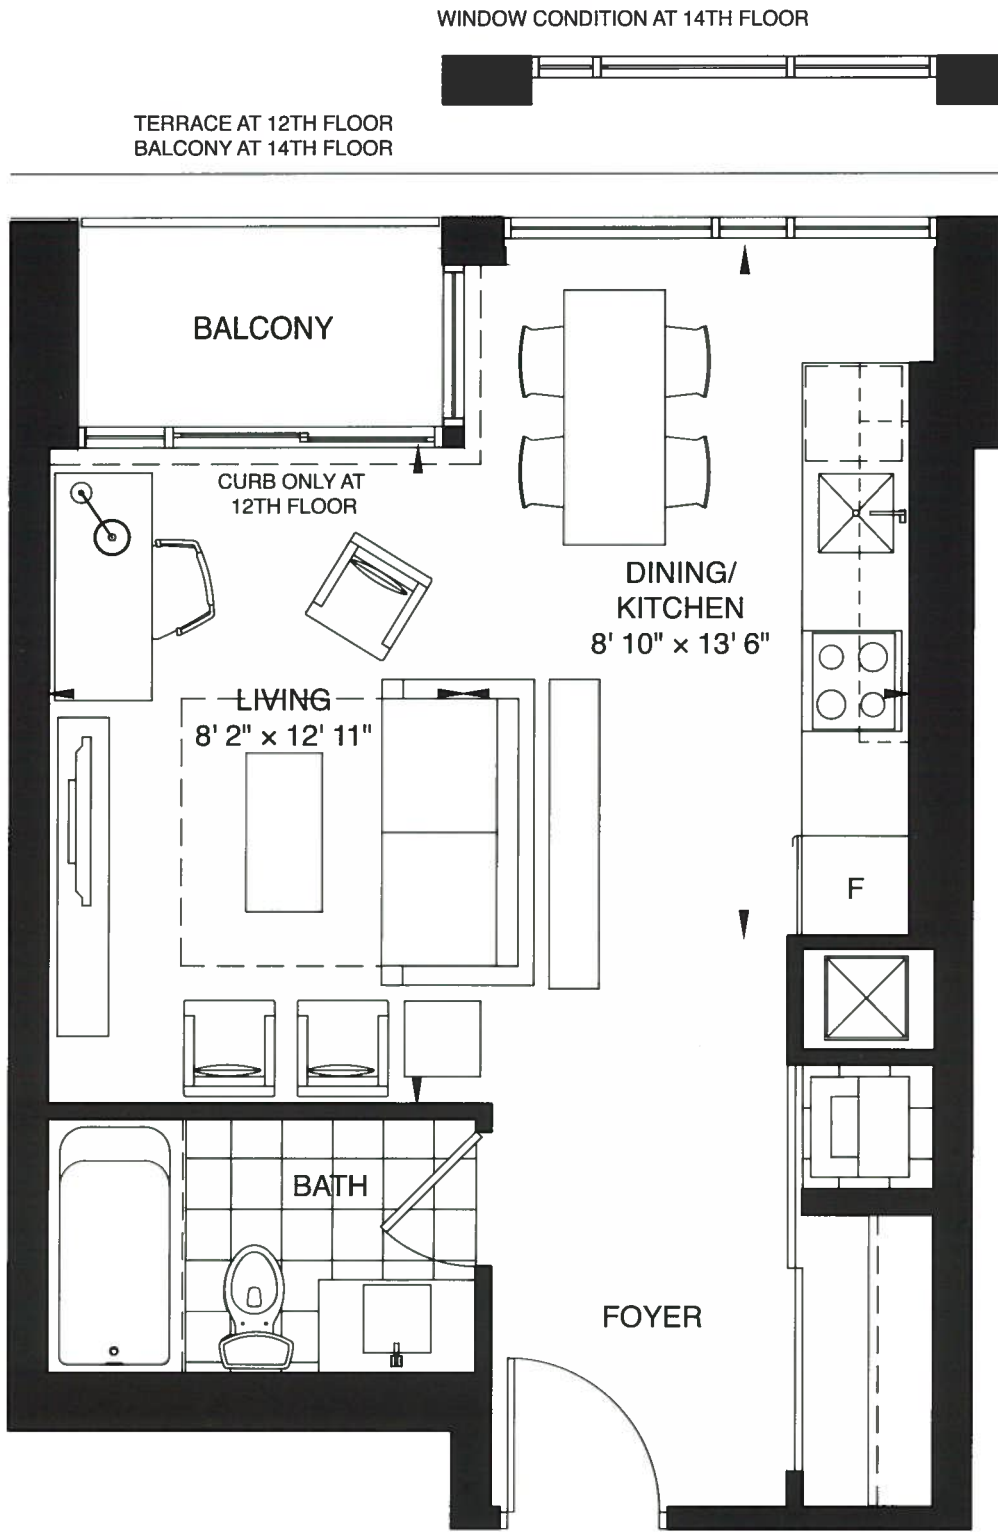 WINDOW CONDITION AT 14TH FLOOR
TERRACE AT 12TH FLOOR
BALCONY AT 14TH FLOOR
BALCONY
CURB ONLY AT
12TH FLOOR
DINING/
KITCHEN
8' 10" × 13' 6"
LIVING
8' 2" × 12' 11"
F
BATH
FOYER